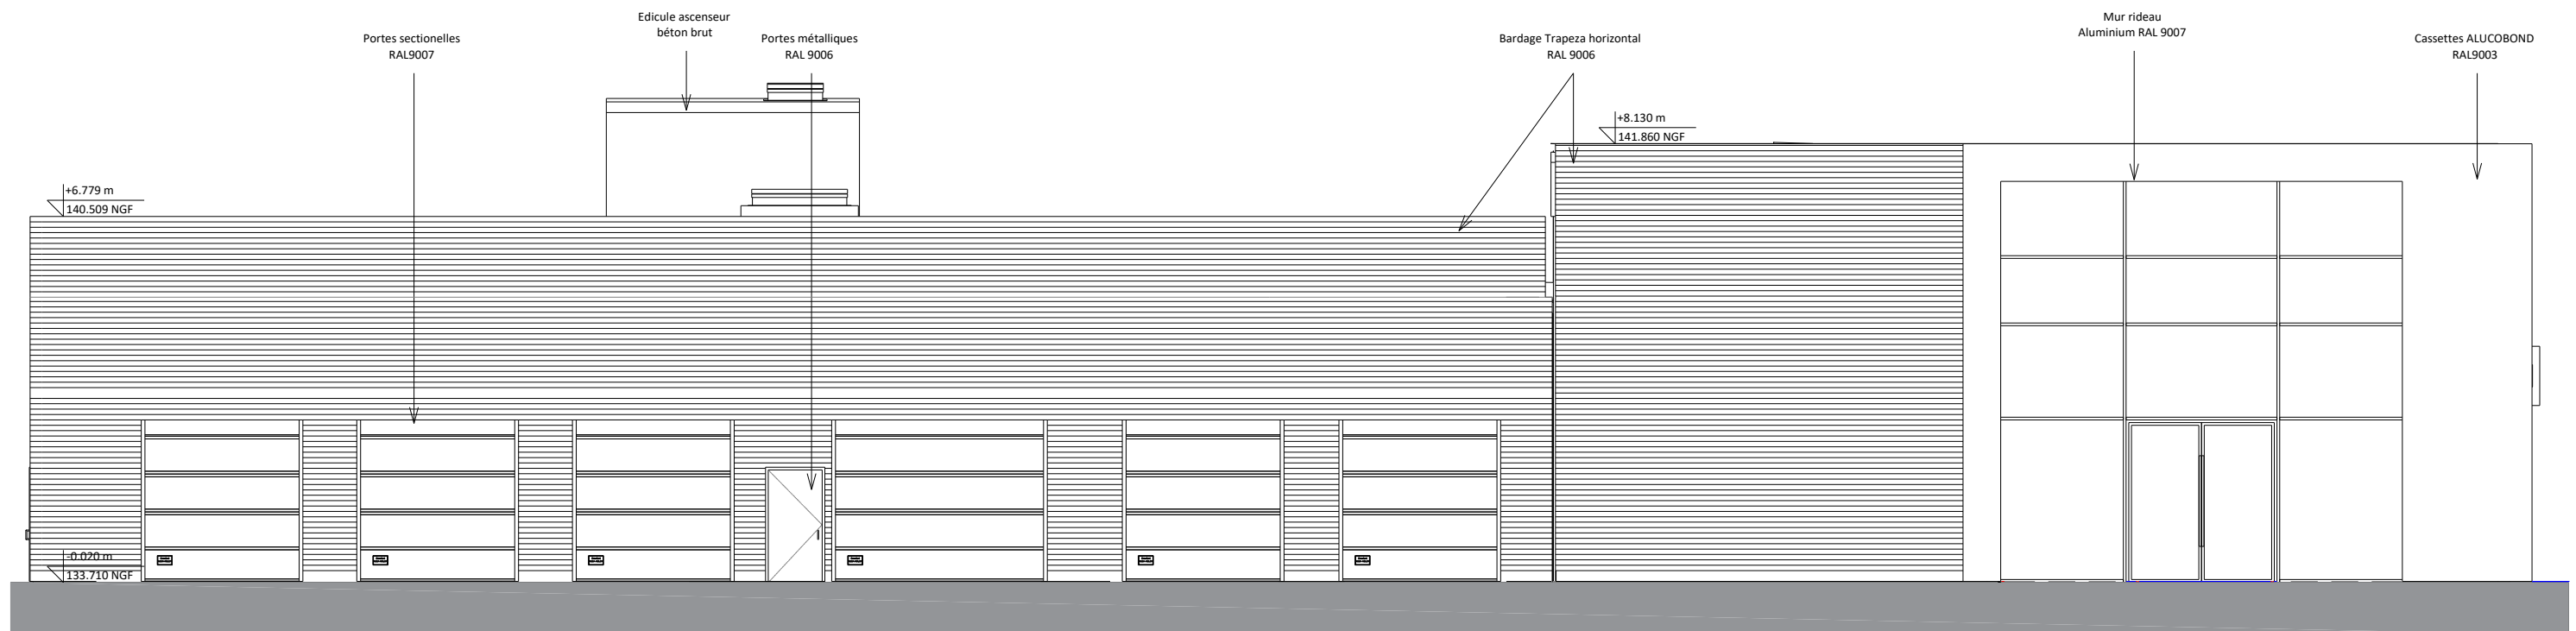 Edicule ascenseur
béton brut
Portes sectionelles
RAL9007
Portes métalliques
RAL 9006
Bardage Trapeza horizontal
RAL 9006
Mur rideau
Aluminium RAL 9007
Cassettes ALUCOBOND
RAL9003
+8.130 m
141.860 NGF
+6.779 m
140.509 NGF
-0.020 m
133.710 NGF